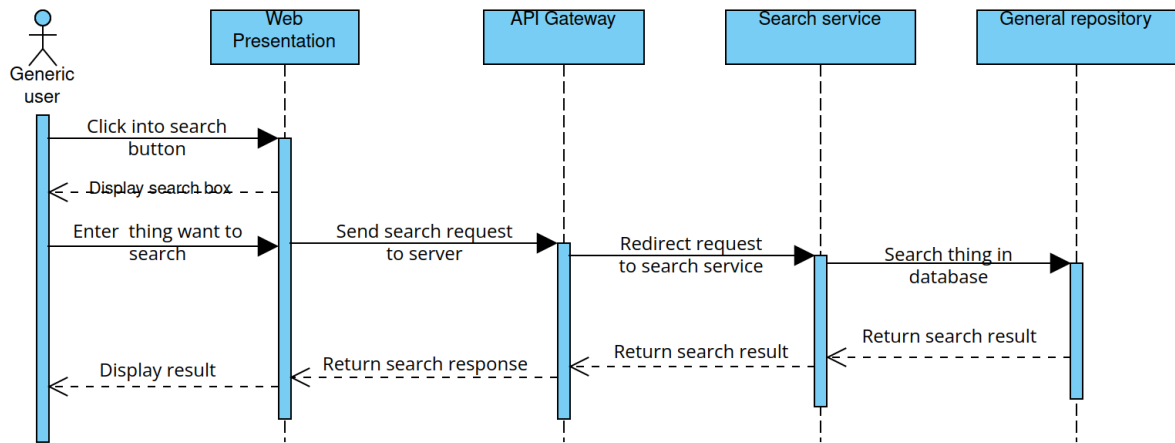 Generic
user
Web
Presentation
API Gateway
Search service
General repository
Click into search
button
Display search box
Enter  thing want to
search
Send search request
to server
Redirect request
to search service
Search thing in
database
Return search result
Return search result
Return search response
Display result